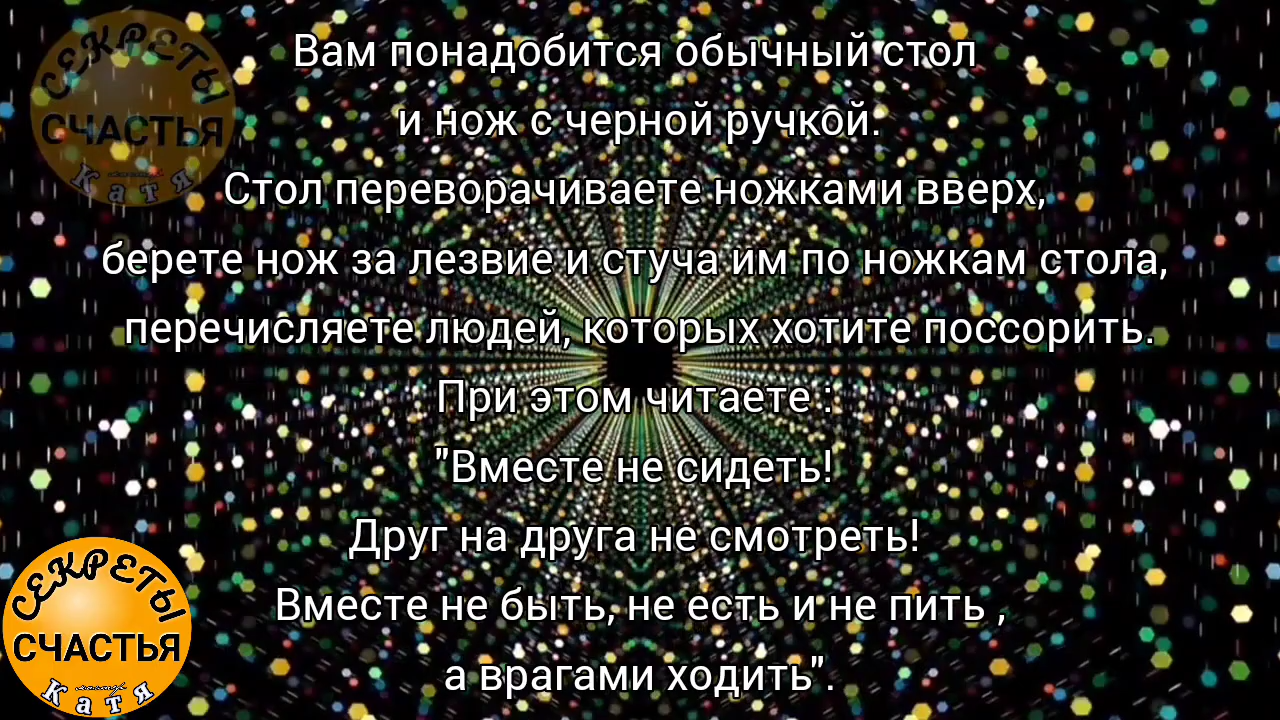 СЕКРЕТЫ
СЧАСТЬЯ
Катя
Вам понадобится обычный стол
и нож с черной ручкой.
Стол переворачиваете ножками вверх,
берете нож за лезвие и стуча им по ножкам стола,
перечисляете людей, которых хотите поссорить.
При этом читаете :
"Вместе не сидеть!
Друг на друга не смотреть!
Вместе не быть, не есть и не пить ,
а врагами ходить".
СЕКРЕТЫ
СЧАСТЬЯ
Катя